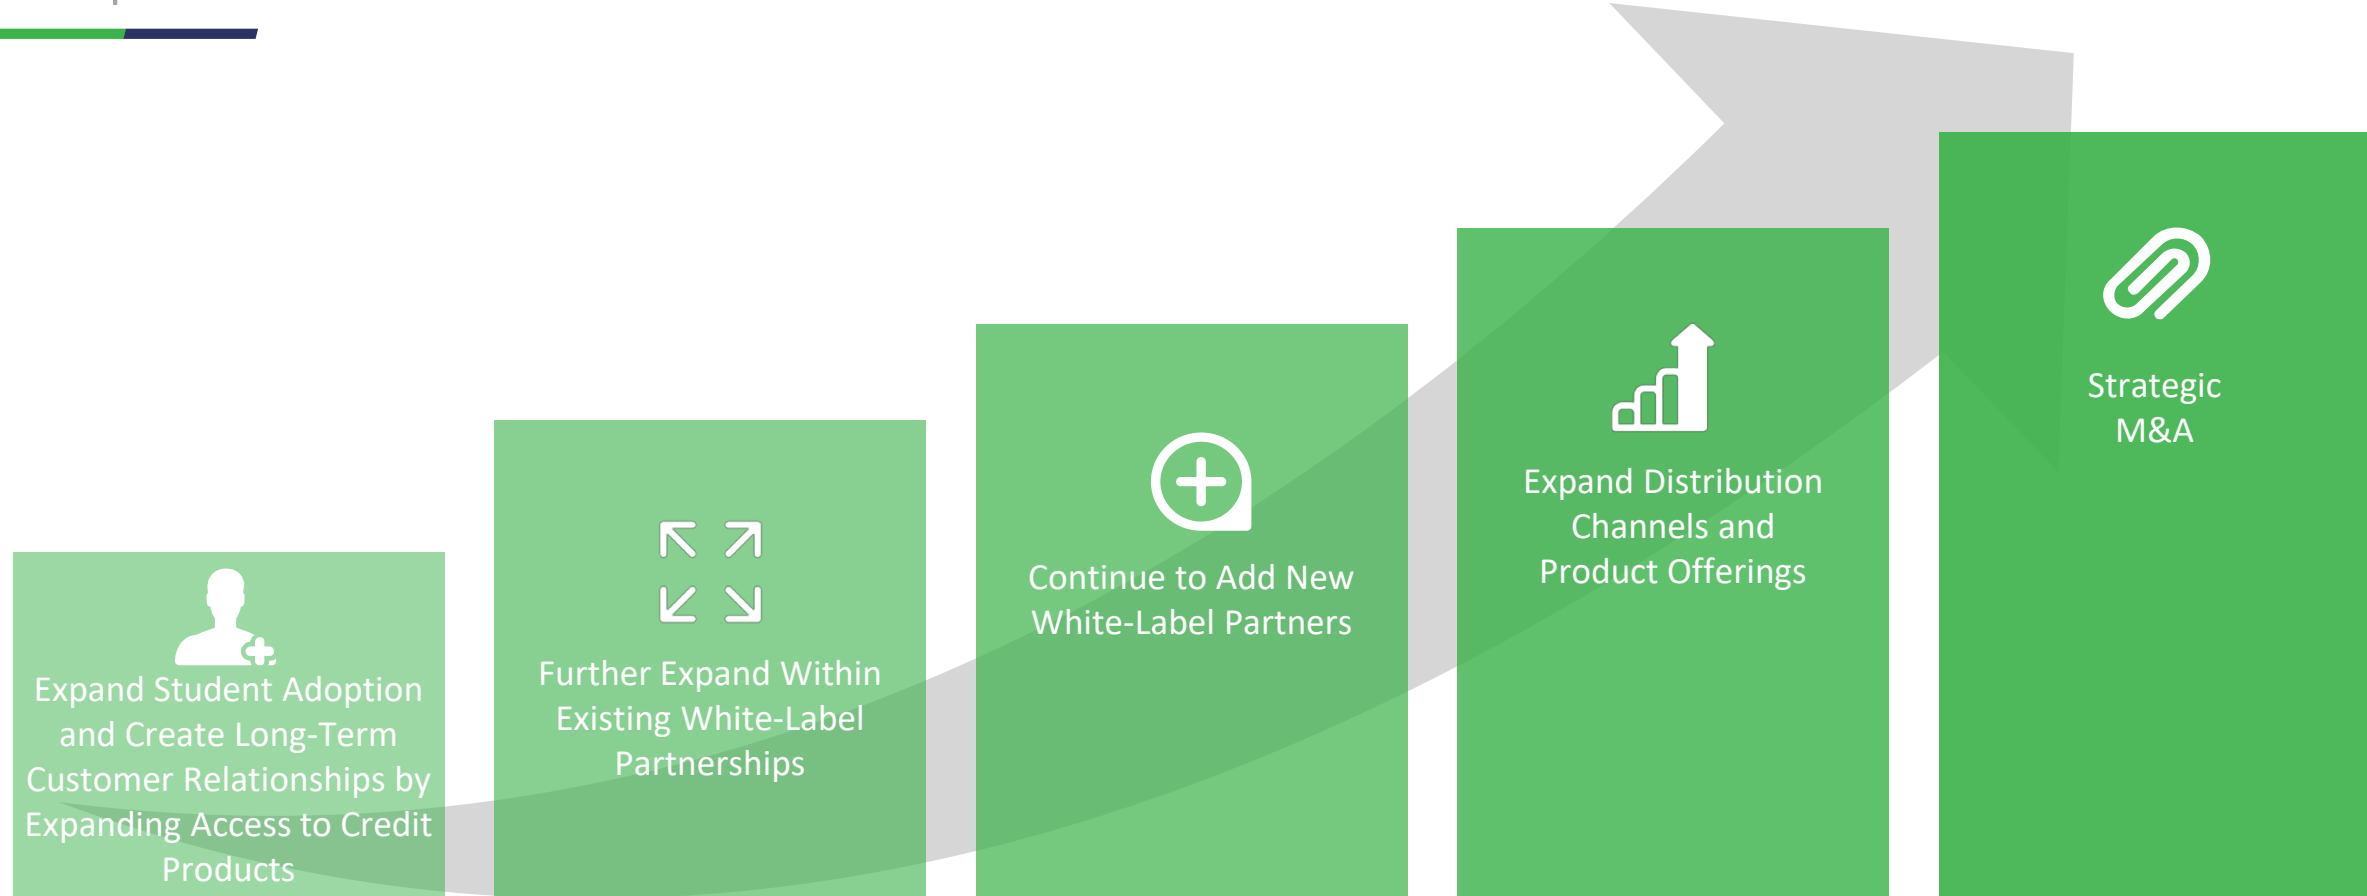 Expand Student Adoption
and Create Long-Term
Customer Relationships by
Expanding Access to Credit
Products
Further Expand Within
Existing White-Label
Partnerships
Continue to Add New
White-Label Partners
Expand Distribution
Channels and
Product Offerings
Strategic
M&A